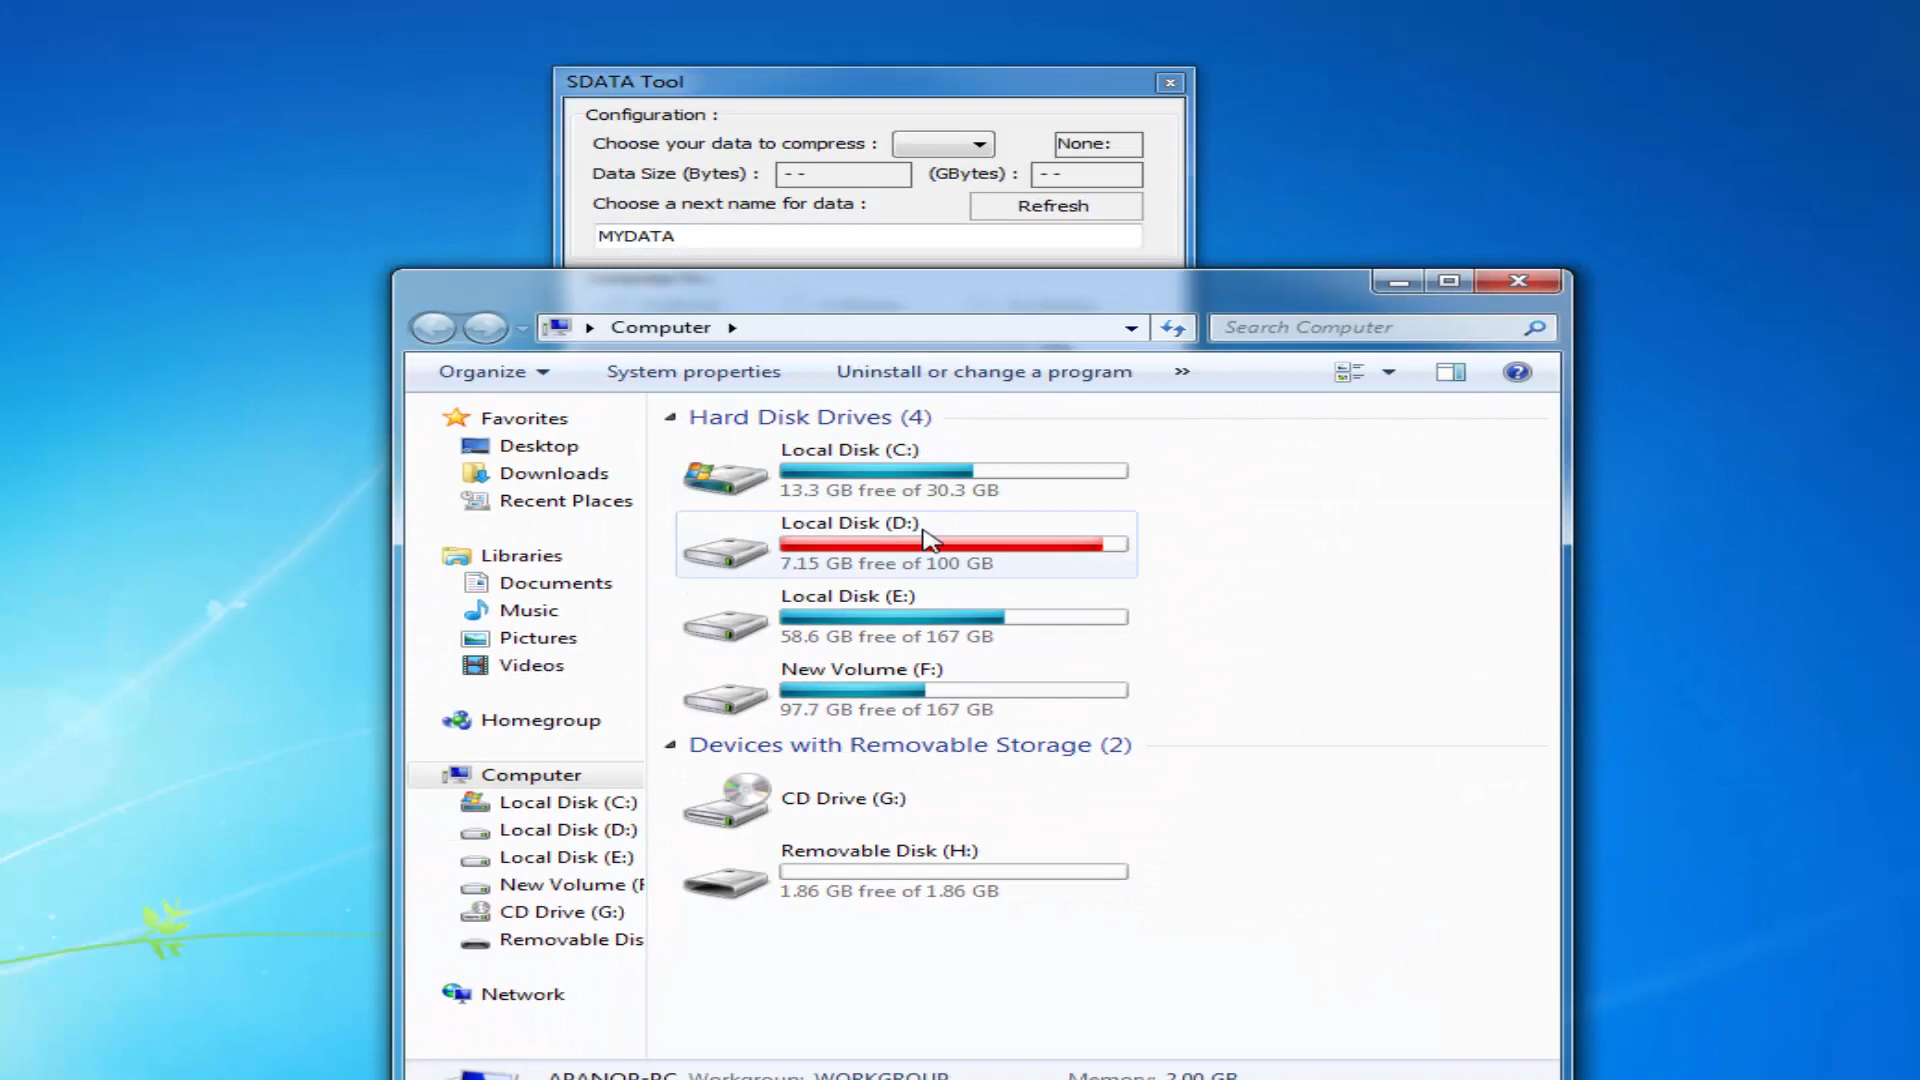 SDATA Tool
Configuration :
Choose your data to compress :
None:
Data Size (Bytes) : - - (GBytes) : - -
Choose a next name for data :
Refresh
MYDATA
Computer
Search Computer
Organize
System properties
Uninstall or change a program
»
Favorites
Desktop
Downloads
Recent Places
Libraries
Documents
Music
Pictures
Videos
Homegroup
Computer
Local Disk (C:)
Local Disk (D:)
Local Disk (E:)
New Volume (F
CD Drive (G:)
Removable Dis
Network
Hard Disk Drives (4)
Local Disk (C:)
13.3 GB free of 30.3 GB
Local Disk (D:)
7.15 GB free of 100 GB
Local Disk (E:)
58.6 GB free of 167 GB
New Volume (F:)
97.7 GB free of 167 GB
Devices with Removable Storage (2)
CD Drive (G:)
Removable Disk (H:)
1.86 GB free of 1.86 GB
Workgroup: WORKGROUP
Memory: 2.00 GB